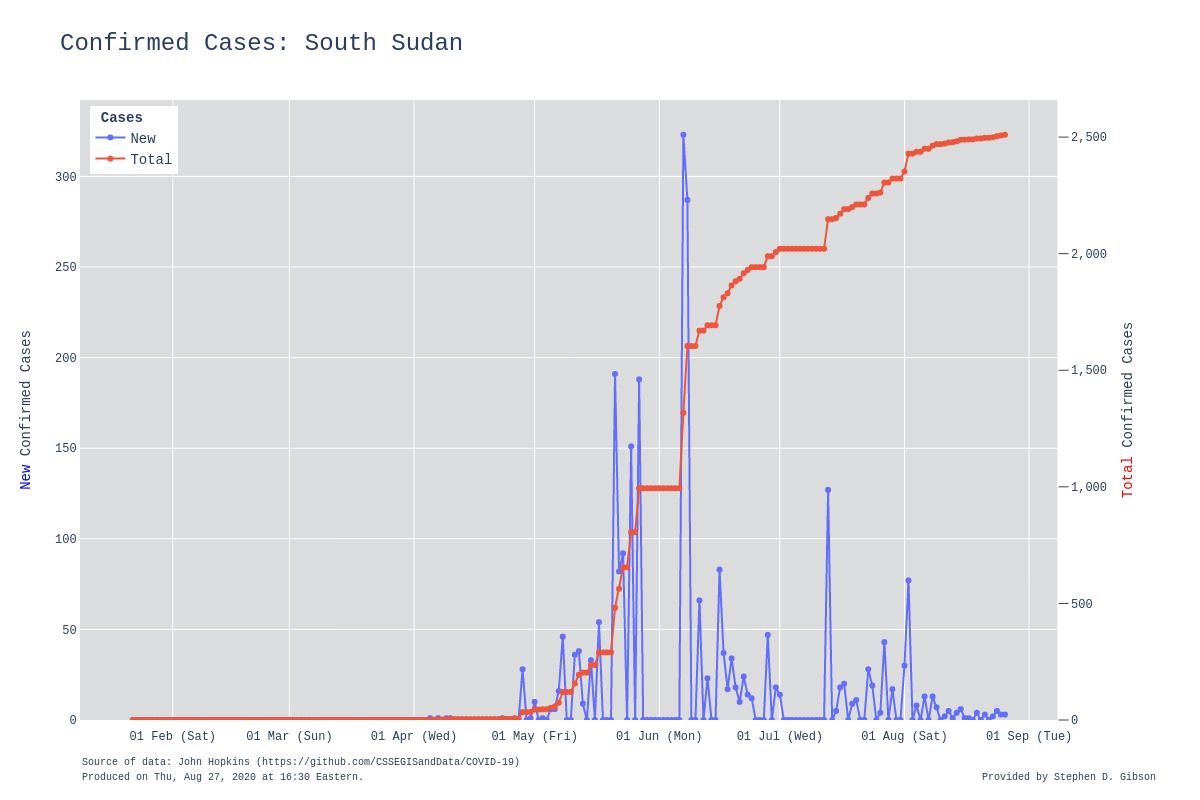 Confirmed Cases: South Sudan
Cases
New
Total
300
250
200
150
100
50
0
2,500
2,000
1,500
1,000
500
0
New Confirmed Cases
Total Confirmed Cases
01 Feb (Sat)
01 Mar (Sun)
01 Apr (Wed)
01 May (Fri)
01 Jun (Mon)
01 Jul (Wed)
01 Aug (Sat)
01 Sep (Tue)
Source of data: John Hopkins (https://github.com/CSSEGISandData/COVID-19)
Produced on Thu, Aug 27, 2020 at 16:30 Eastern.
Provided by Stephen D. Gibson